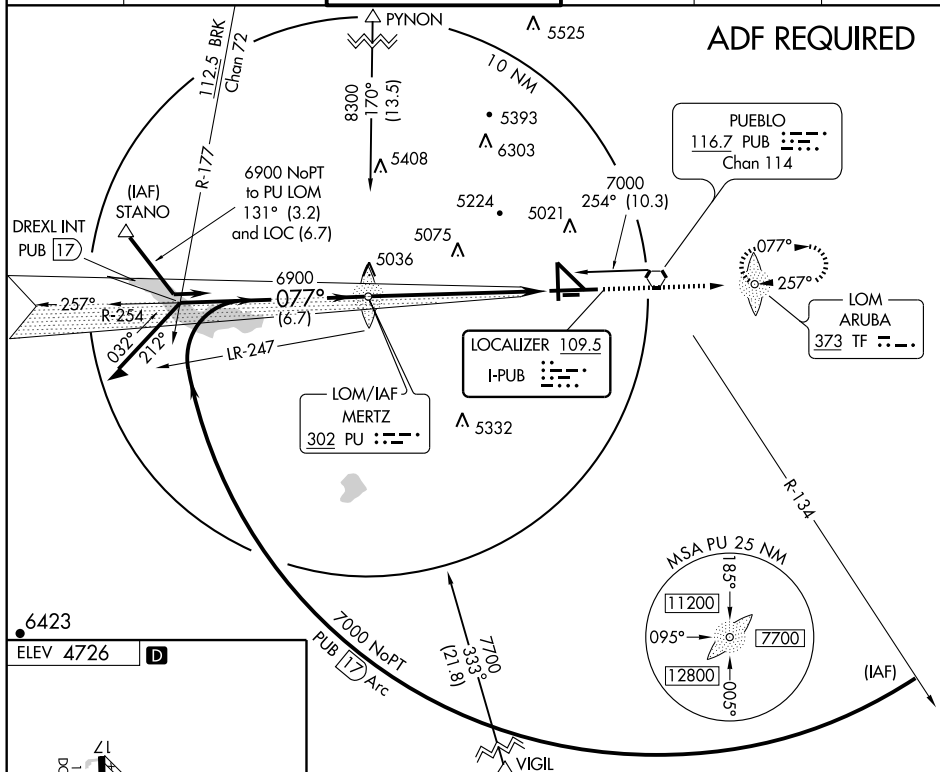 PYNON
5525
ADF REQUIRED
112.5 BRK
Chan 72
10 NM
8300
170°
(13.5)
5393
6303
5408
PUEBLO
116.7 PUB
Chan 114
R-177
6900 NoPT
to PU LOM
131° (3.2)
and LOC (6.7)
(IAF)
STANO
7000
254° (10.3)
5224
5021
5075
DREXL INT
PUB 17
5036
077°
257°
6900
077°
(6.7)
257°
R-254
032°
212°
LR-247
LOM
ARUBA
373 TF
LOCALIZER 109.5
I-PUB
LOM/IAF
MERTZ
302 PU
5332
R-134
MSA PU 25 NM
185°
11200
095°
7700
12800
005°
6423
7000 NoPT
PUB 17 Arc
7700
333°
(21.8)
(IAF)
ELEV 4726
D
17
VIGIL